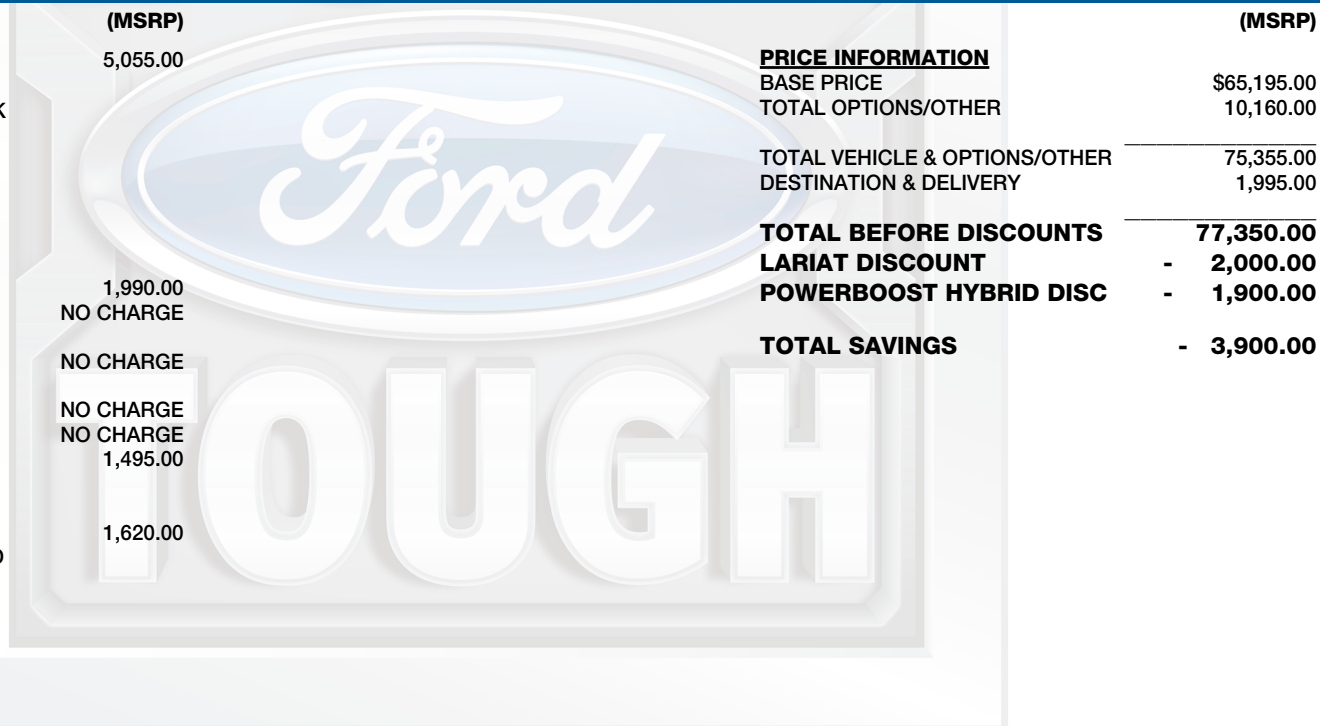 (MSRP)
5,055.00
K
1,990.00
NO CHARGE
NO CHARGE
NO CHARGE
NO CHARGE
1,495.00
1,620.00
Ford
TOUGH
(MSRP)
PRICE INFORMATION
BASE PRICE $65,195.00
TOTAL OPTIONS/OTHER 10,160.00
TOTAL VEHICLE & OPTIONS/OTHER 75,355.00
DESTINATION & DELIVERY 1,995.00
TOTAL BEFORE DISCOUNTS 77,350.00
LARIAT DISCOUNT - 2,000.00
POWERBOOST HYBRID DISC - 1,900.00
TOTAL SAVINGS - 3,900.00